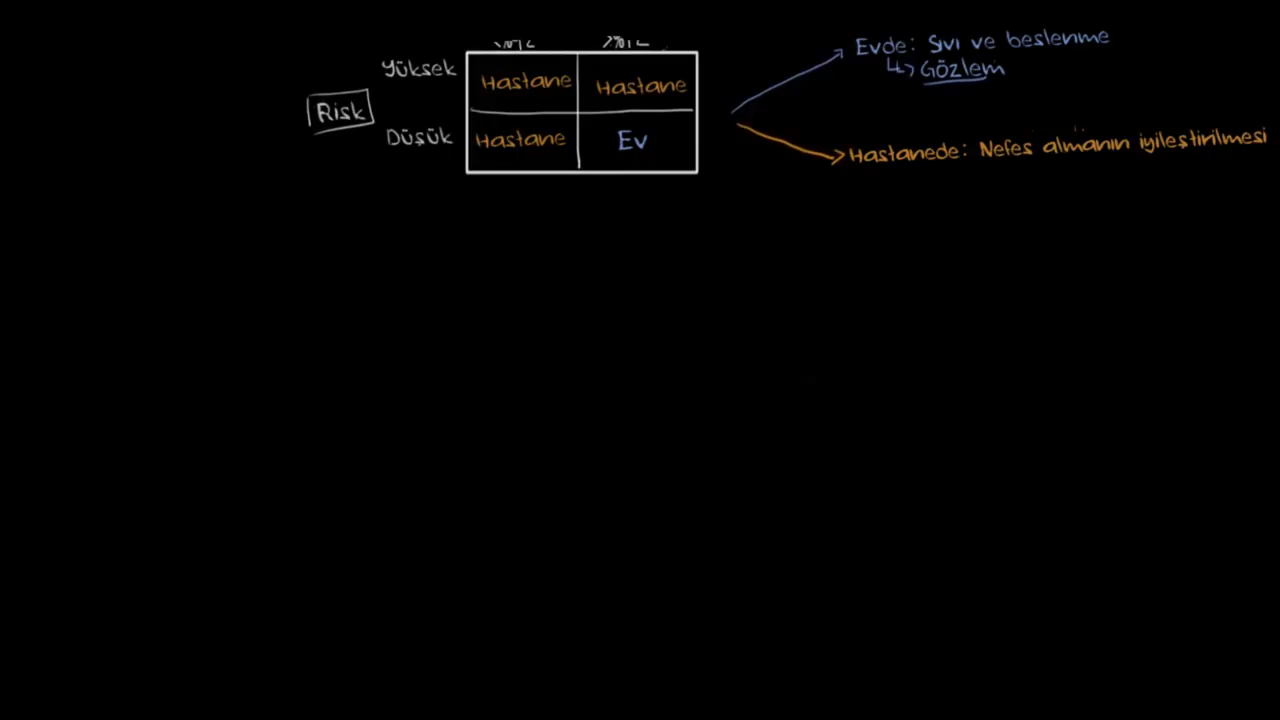 Yüksek Hastane Hastane
Risk
Düşük Hastane Ev
Evde: Sıvı ve beslenme
↳ Gözlem
Hastanede: Nefes almanın iyileştirilmesi